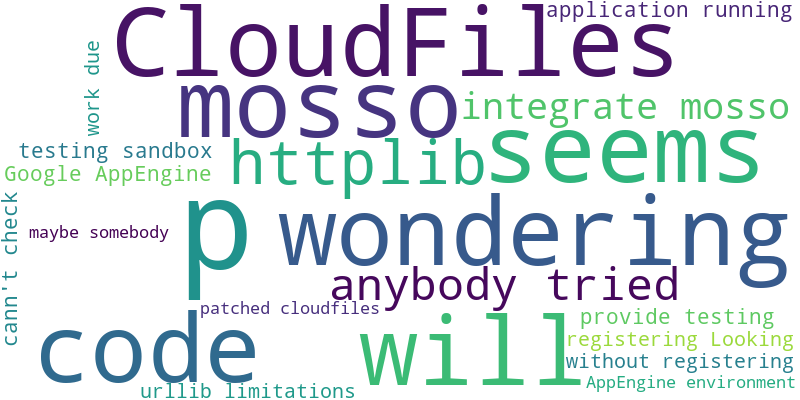 CloudFiles
application running
work due
mosso
integrate mosso
testing sandbox
httplib
seems
Google AppEngine
cann't check
p
wondering
maybe somebody
anybody tried
patched cloudfiles
code
will
provide testing
registering Looking
without registering
urllib limitations
AppEngine environment